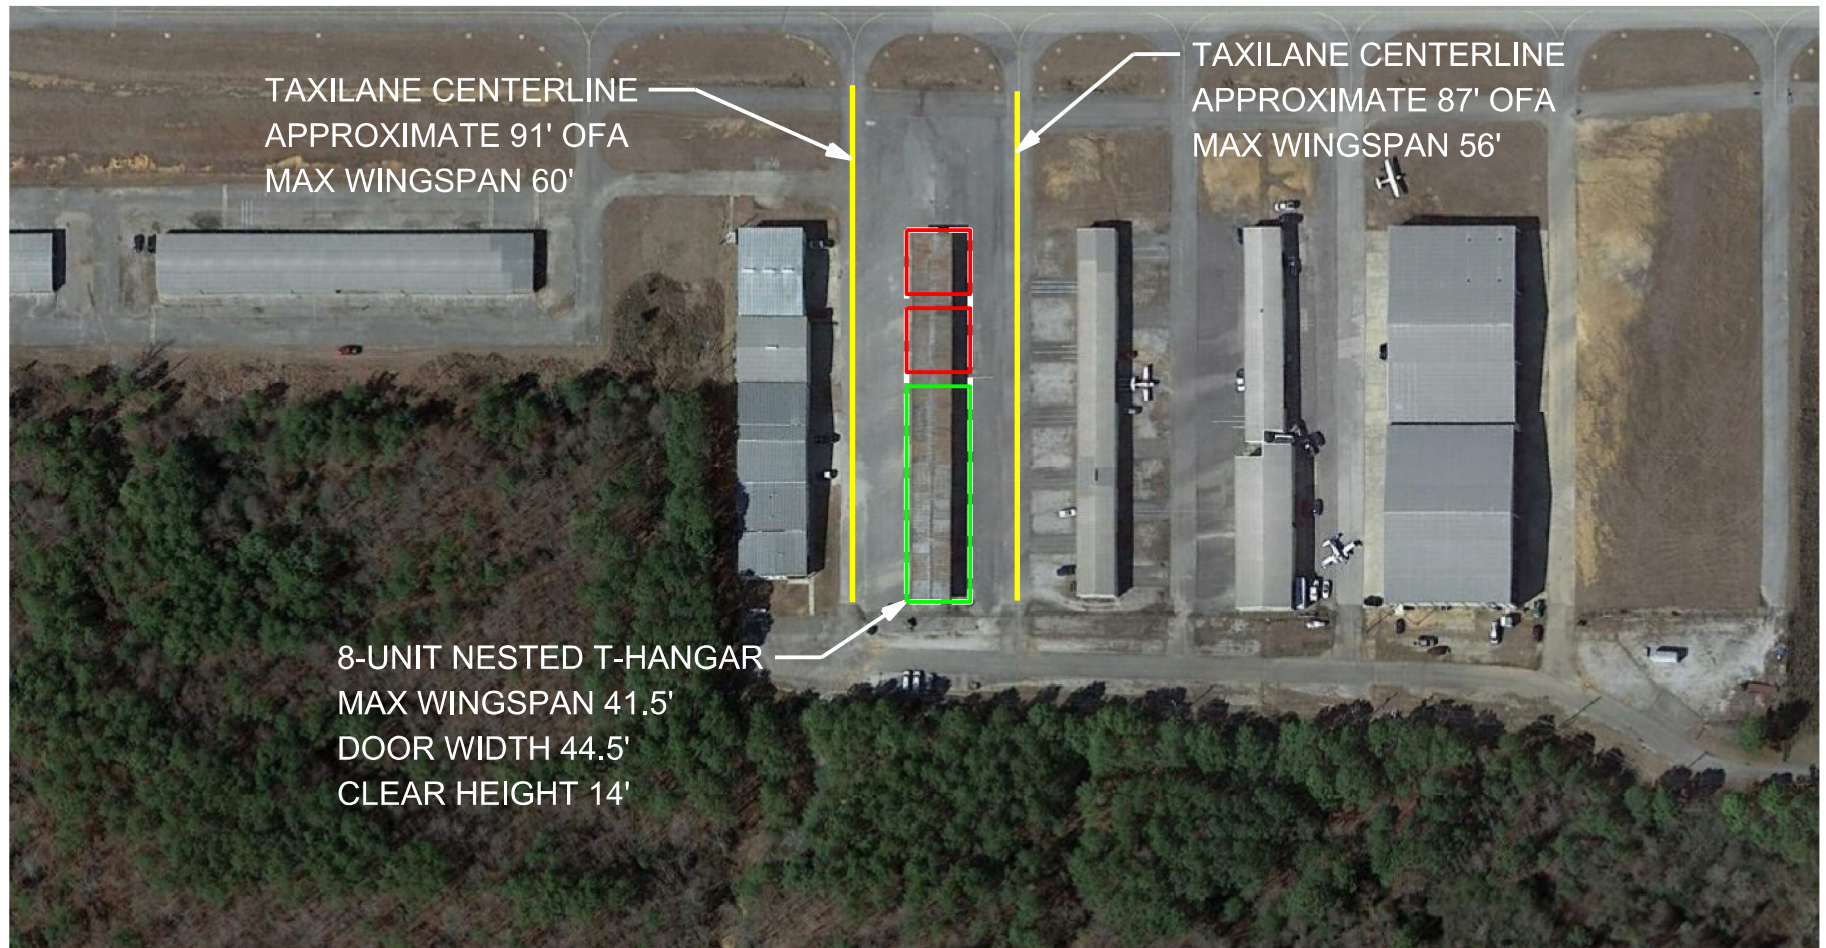 TAXILANE CENTERLINE
APPROXIMATE 91' OFA
MAX WINGSPAN 60'
TAXILANE CENTERLINE
APPROXIMATE 87' OFA
MAX WINGSPAN 56'
8-UNIT NESTED T-HANGAR
MAX WINGSPAN 41.5'
DOOR WIDTH 44.5'
CLEAR HEIGHT 14'